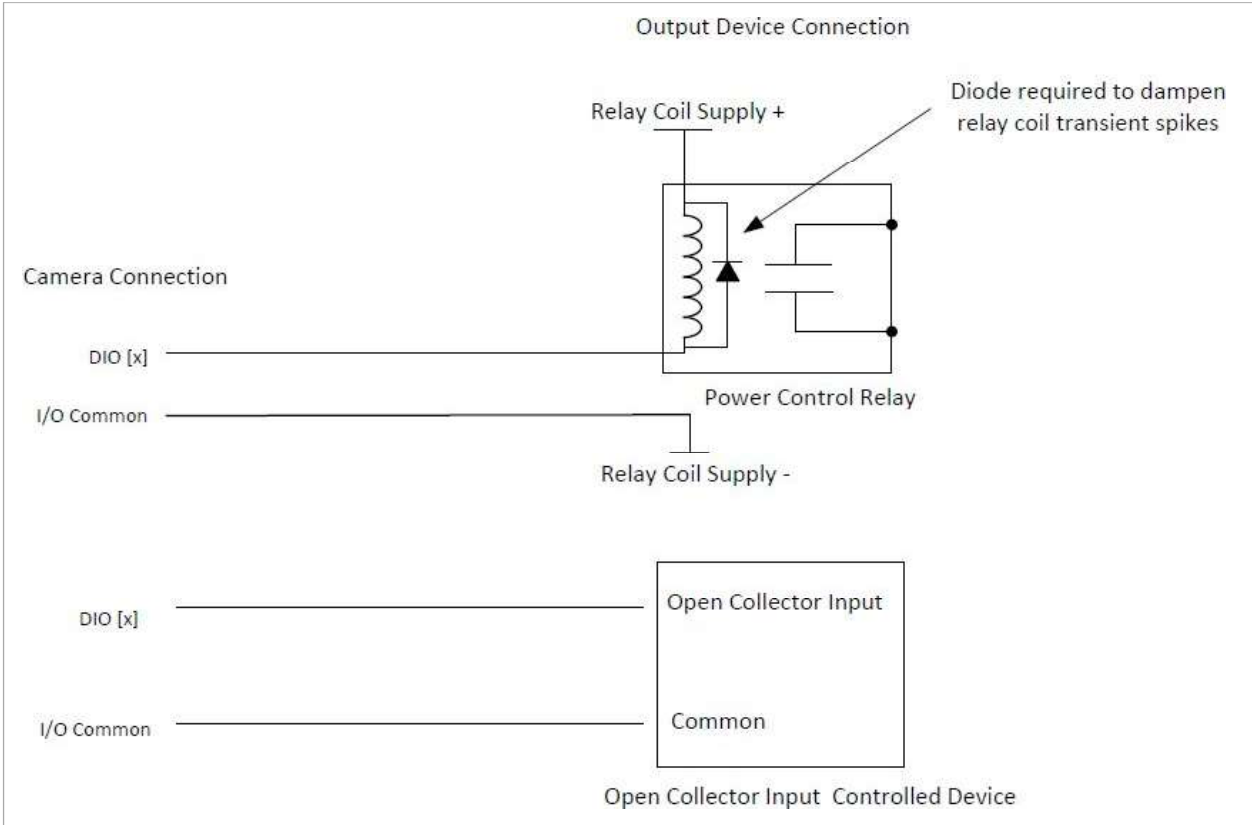 Output Device Connection
Diode required to dampen
relay coil transient spikes
Relay Coil Supply +
Camera Connection
DIO [x]
I/O Common
Power Control Relay
Relay Coil Supply -
DIO [x]
Open Collector Input
I/O Common
Common
Open Collector Input Controlled Device